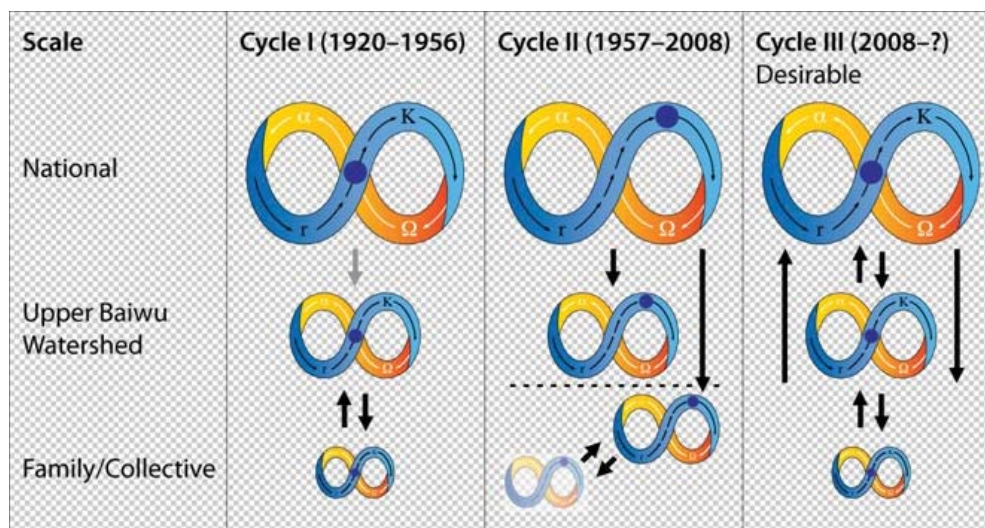 Scale
Cycle I (1920–1956)
Cycle II (1957–2008)
Cycle III (2008–?)
Desirable
National
α
K
r
Ω
α
K
r
Ω
α
K
r
Ω
Upper Baiwu
Watershed
α
K
r
Ω
α
K
r
Ω
α
K
r
Ω
Family/Collective